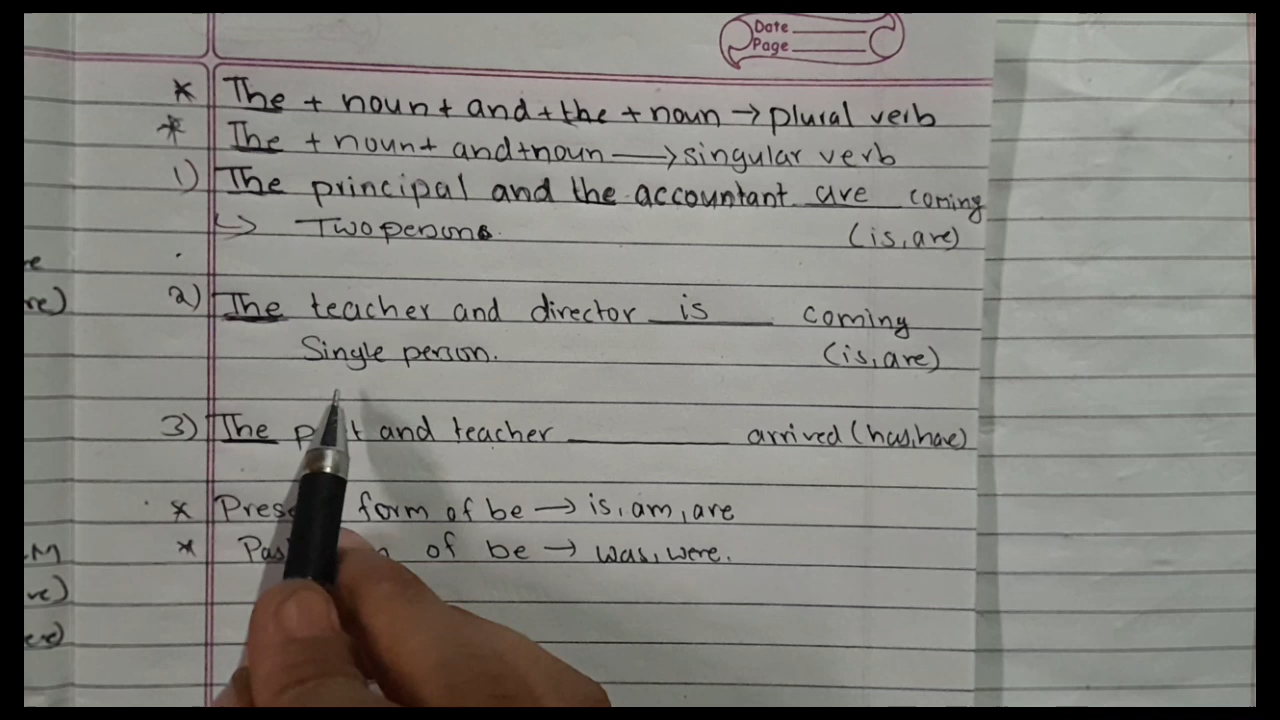 Date
Page
* The + noun + and + the + noun → plural verb
* The + noun + and + noun → singular verb
1) The principal and the accountant are coming
↳ Two persons. (is, are)
2) The teacher and director is coming
Single person. (is, are)
3) The and teacher ______ arrived (has, have)
* form of be → is, am, are
* of be → was, were.
re)